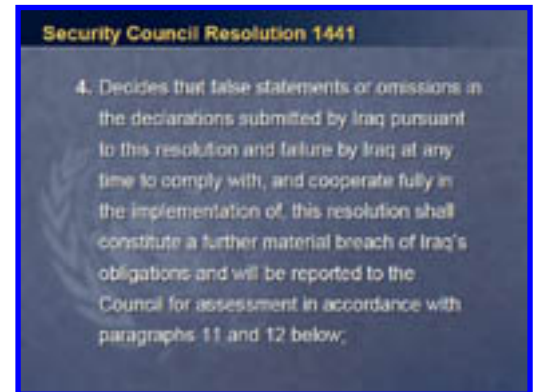 Security Council Resolution 1441
4. Decides that false statements or omissions in
the declarations submitted by Iraq pursuant
to this resolution and failure by Iraq at any
time to comply with, and cooperate fully in
the implementation of, this resolution shall
constitute a further material breach of Iraq's
obligations and will be reported to the
Council for assessment in accordance with
paragraphs 11 and 12 below;